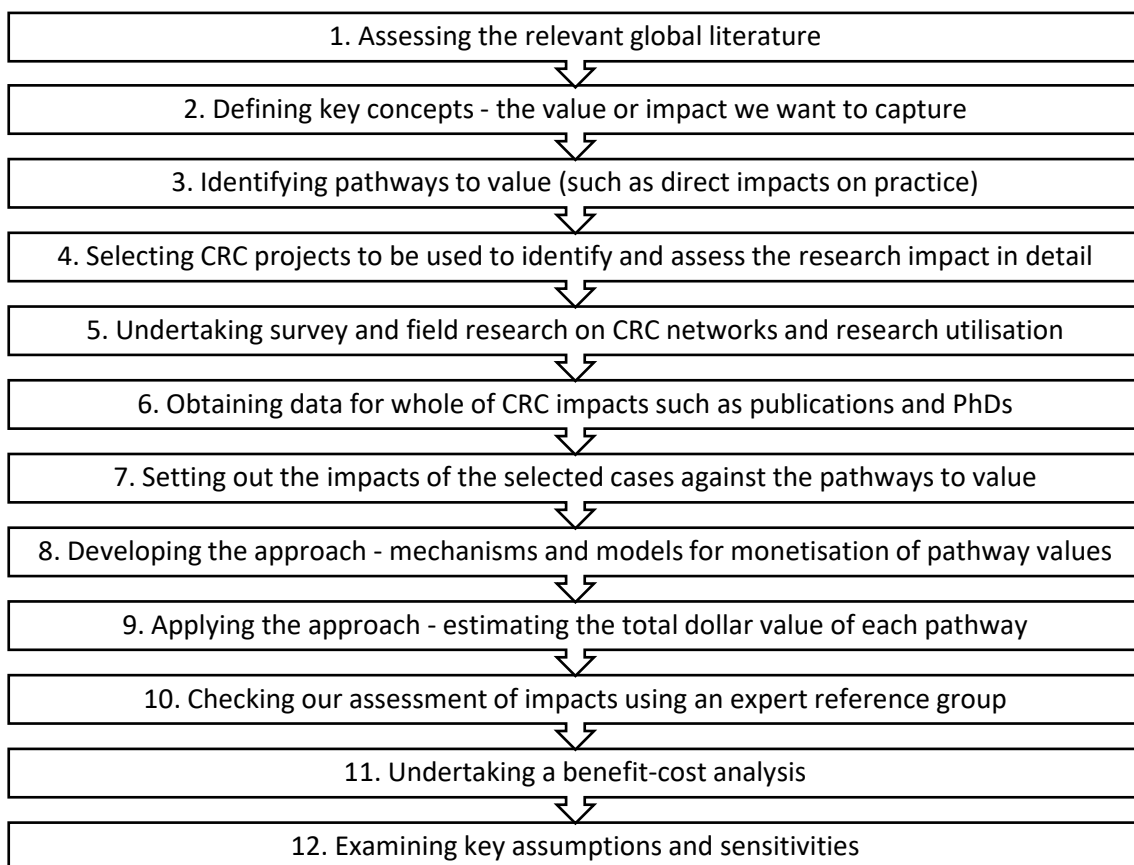 1. Assessing the relevant global literature
2. Defining key concepts - the value or impact we want to capture
3. Identifying pathways to value (such as direct impacts on practice)
4. Selecting CRC projects to be used to identify and assess the research impact in detail
5. Undertaking survey and field research on CRC networks and research utilisation
6. Obtaining data for whole of CRC impacts such as publications and PhDs
7. Setting out the impacts of the selected cases against the pathways to value
8. Developing the approach - mechanisms and models for monetisation of pathway values
9. Applying the approach - estimating the total dollar value of each pathway
10. Checking our assessment of impacts using an expert reference group
11. Undertaking a benefit-cost analysis
12. Examining key assumptions and sensitivities